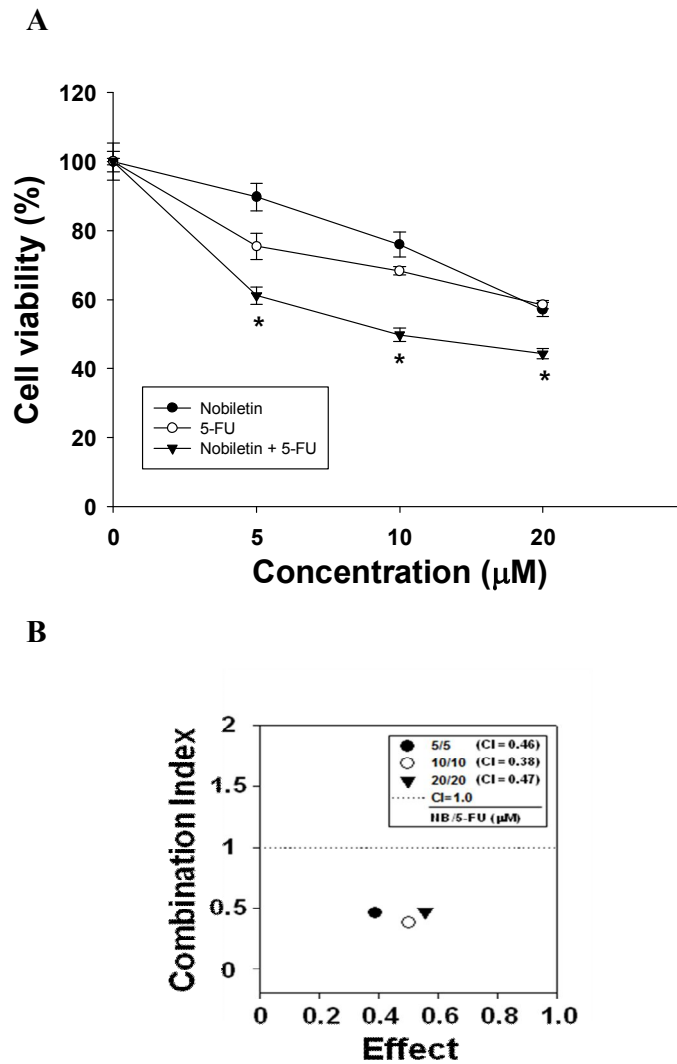 A
120
100
80
60
40
20
0
Cell viability (%)
*
*
*
Nobiletin
5-FU
Nobiletin + 5-FU
0 5 10 20
Concentration (μM)
B
2
1.5
1
0.5
0
Combination Index
5/5 (CI = 0.46)
10/10 (CI = 0.38)
20/20 (CI = 0.47)
CI=1.0
NB/5-FU (μM)
0 0.2 0.4 0.6 0.8 1.0
Effect